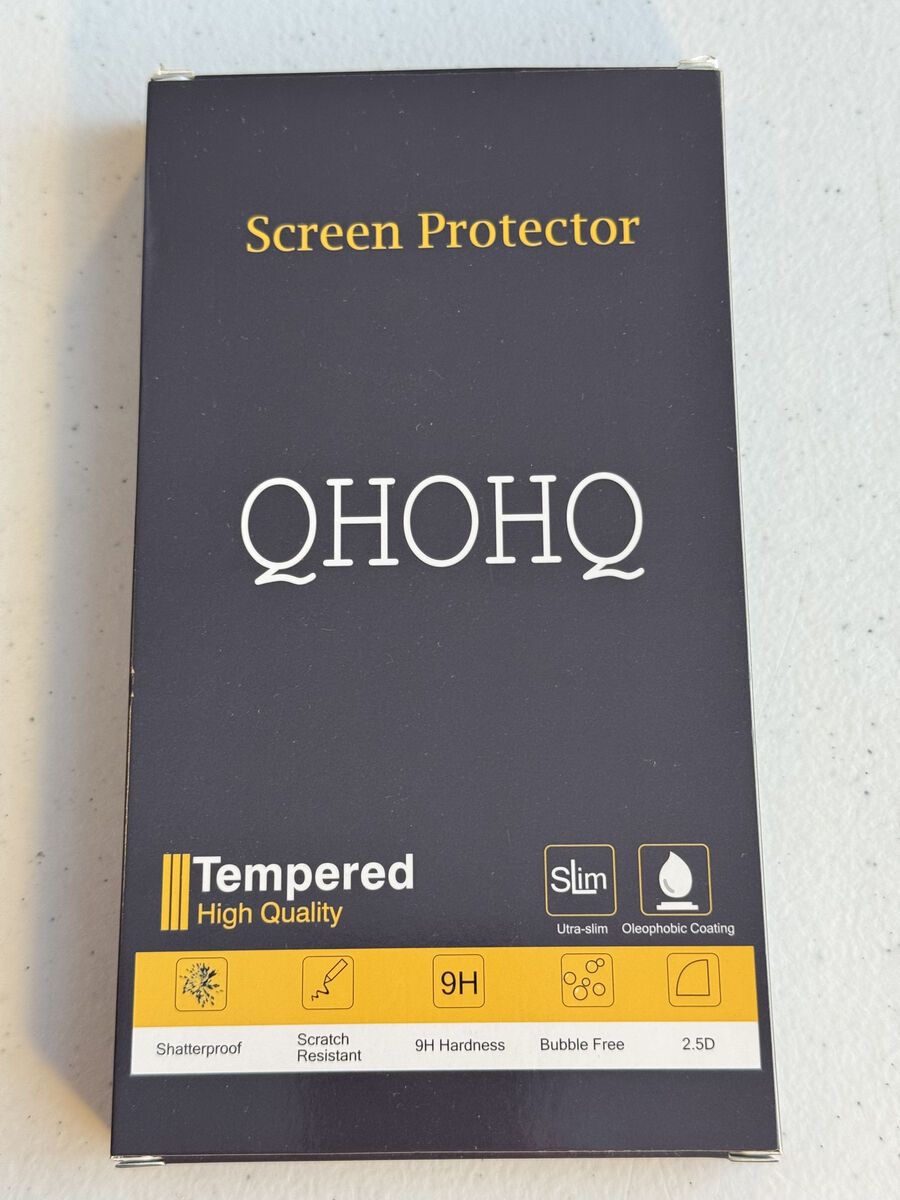 Screen Protector
QHOHQ
Tempered
High Quality
SLim
Utra-slim
Oleophobic Coating
9H
Shatterproof
Scratch
Resistant
9H Hardness
Bubble Free
2.5D